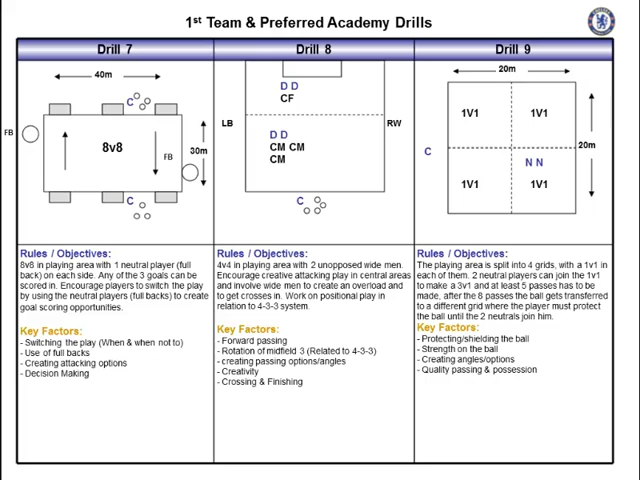 1st Team & Preferred Academy Drills
Drill 7
Drill 8
Drill 9
40m
C
FB
8v8
FB
30m
C
D D
CF
LB
RW
D D
CM CM
CM
C
20m
1V1
1V1
20m
C
N N
1V1
1V1
Rules / Objectives:
8v8 in playing area with 1 neutral player (full
back) on each side. Any of the 3 goals can be
scored in. Encourage players to switch the play
by using the neutral players (full backs) to create
goal scoring opportunities.
Key Factors:
- Switching the play (When & when not to)
- Use of full backs
- Creating attacking options
- Decision Making
Rules / Objectives:
4v4 in playing area with 2 unopposed wide men.
Encourage creative attacking play in central areas
and involve wide men to create an overload and
to get crosses in. Work on positional play in
relation to 4-3-3 system.
Key Factors:
- Forward passing
- Rotation of midfield 3 (Related to 4-3-3)
- creating passing options/angles
- Creativity
- Crossing & Finishing
Rules / Objectives:
The playing area is split into 4 grids, with a 1v1 in
each of them. 2 neutral players can join the 1v1
to make a 3v1 and at least 5 passes has to be
made, after the 8 passes the ball gets transferred
to a different grid where the player must protect
the ball until the 2 neutrals join him.
Key Factors:
- Protecting/shielding the ball
- Strength on the ball
- Creating angles/options
- Quality passing & possession